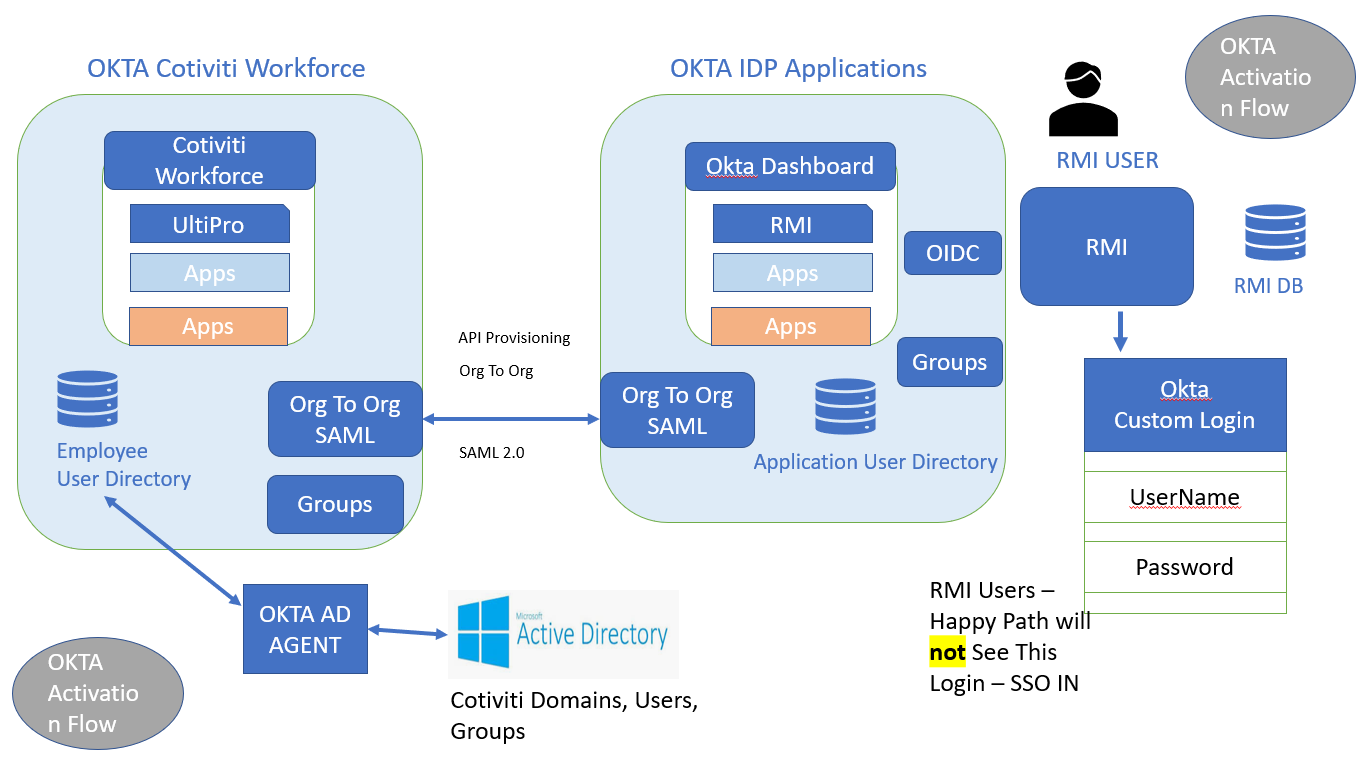 OKTA Cotiviti Workforce
Cotiviti
Workforce
UltiPro
Apps
Apps
Employee
User Directory
Org To Org
SAML
Groups
API Provisioning
Org To Org
SAML 2.0
OKTA IDP Applications
Okta Dashboard
RMI
Apps
Apps
OIDC
Groups
Org To Org
SAML
Application User Directory
OKTA
Activatio
n Flow
RMI USER
RMI
RMI DB
Okta
Custom Login
UserName
Password
RMI Users –
Happy Path will
not See This
Login – SSO IN
OKTA AD
AGENT
Microsoft
Active Directory
Cotiviti Domains, Users,
Groups
OKTA
Activatio
n Flow